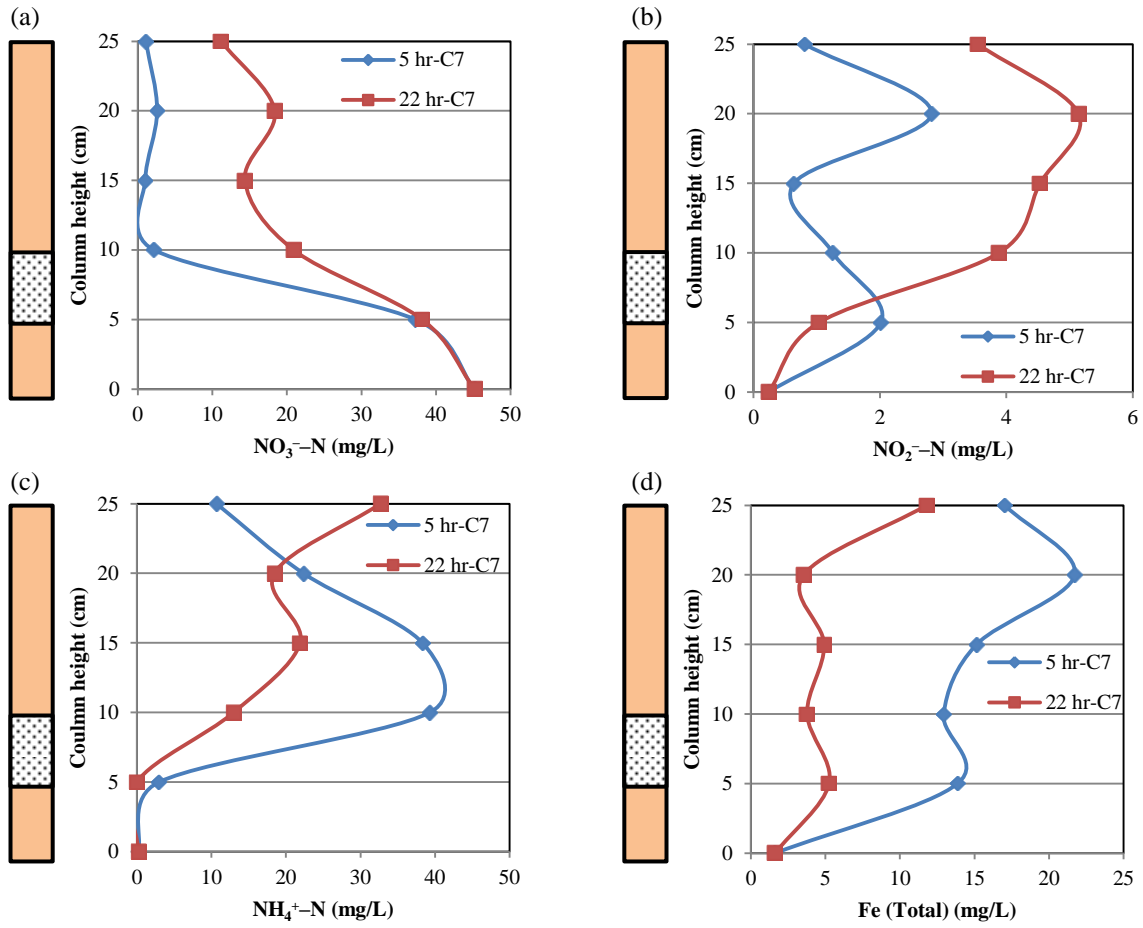 (a)
25
20
15
10
5
0
Column height (cm)
5 hr-C7
22 hr-C7
0 10 20 30 40 50
NO₃⁻–N (mg/L)
(b)
25
20
15
10
5
0
Column height (cm)
5 hr-C7
22 hr-C7
0 2 4 6
NO₂⁻–N (mg/L)
(c)
25
20
15
10
5
0
Coulmn height (cm)
5 hr-C7
22 hr-C7
0 10 20 30 40 50
NH₄⁺–N (mg/L)
(d)
25
20
15
10
5
0
Column height (cm)
5 hr-C7
22 hr-C7
0 5 10 15 20 25
Fe (Total) (mg/L)